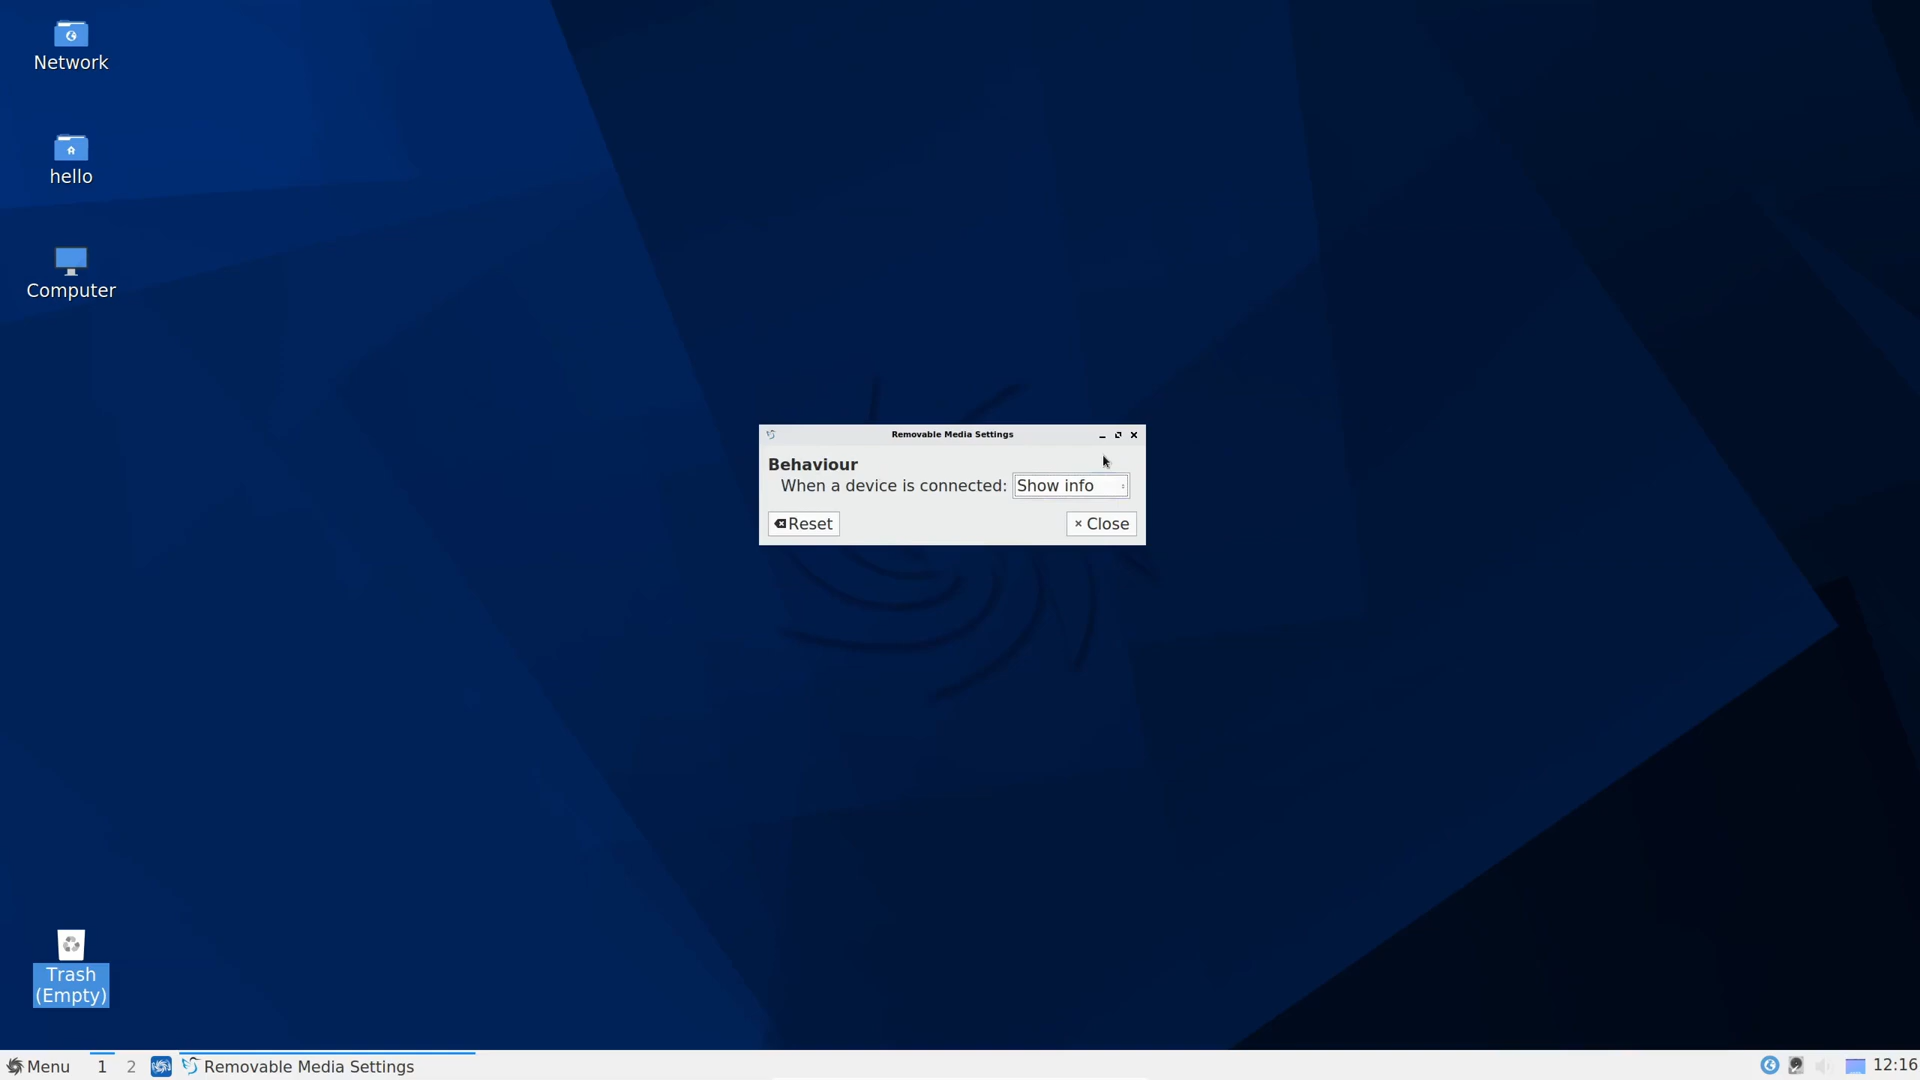 Network
hello
Computer
Removable Media Settings
Behaviour
When a device is connected: Show info
Reset
Close
Trash
(Empty)
Menu 1 2 Removable Media Settings 12:16